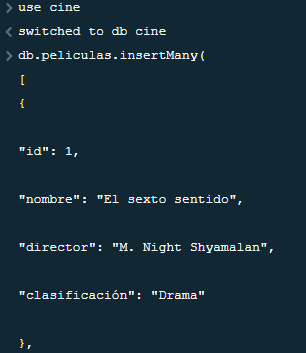 > use cine
< switched to db cine
> db.peliculas.insertMany(
[
{
"id": 1,
"nombre": "El sexto sentido",
"director": "M. Night Shyamalan",
"clasificación": "Drama"
},